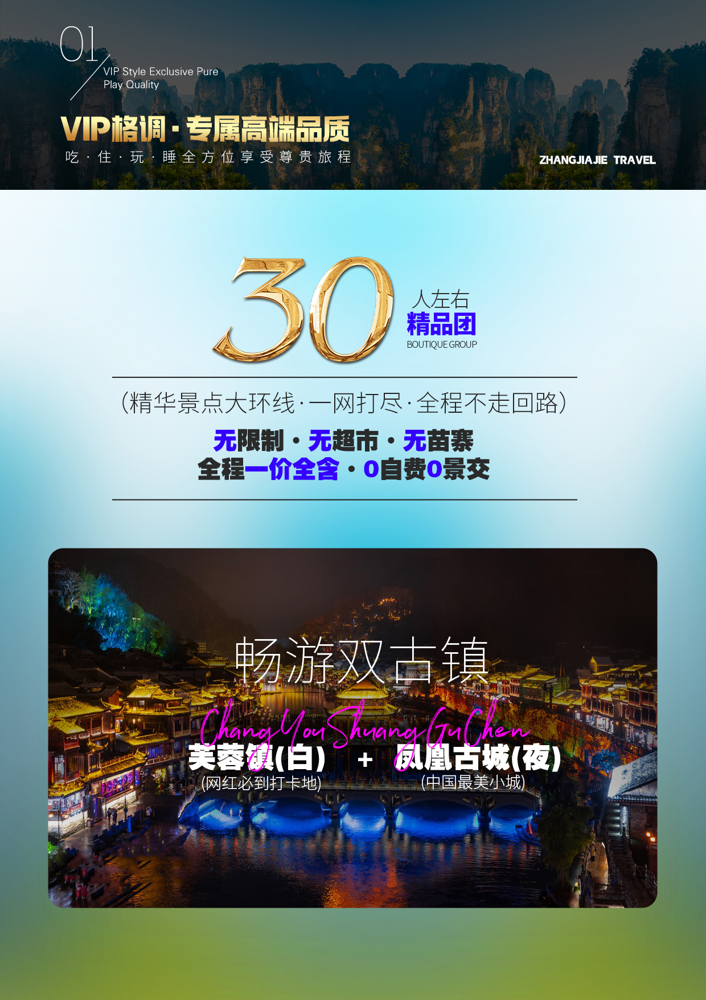 01
VIP Style Exclusive Pure
Play Quality
VIP格调·专属高端品质
吃·住·玩·睡全方位享受尊贵旅程
ZHANGJIAJIE TRAVEL
30
人左右
精品团
BOUTIQUE GROUP
（精华景点大环线·一网打尽·全程不走回路）
无限制·无超市·无苗寨
全程一价全含·0自费0景交
畅游双古镇
Chang You Shuang Gu Chen
芙蓉镇(白) + 凤凰古城(夜)
(网红必到打卡地) (中国最美小城)